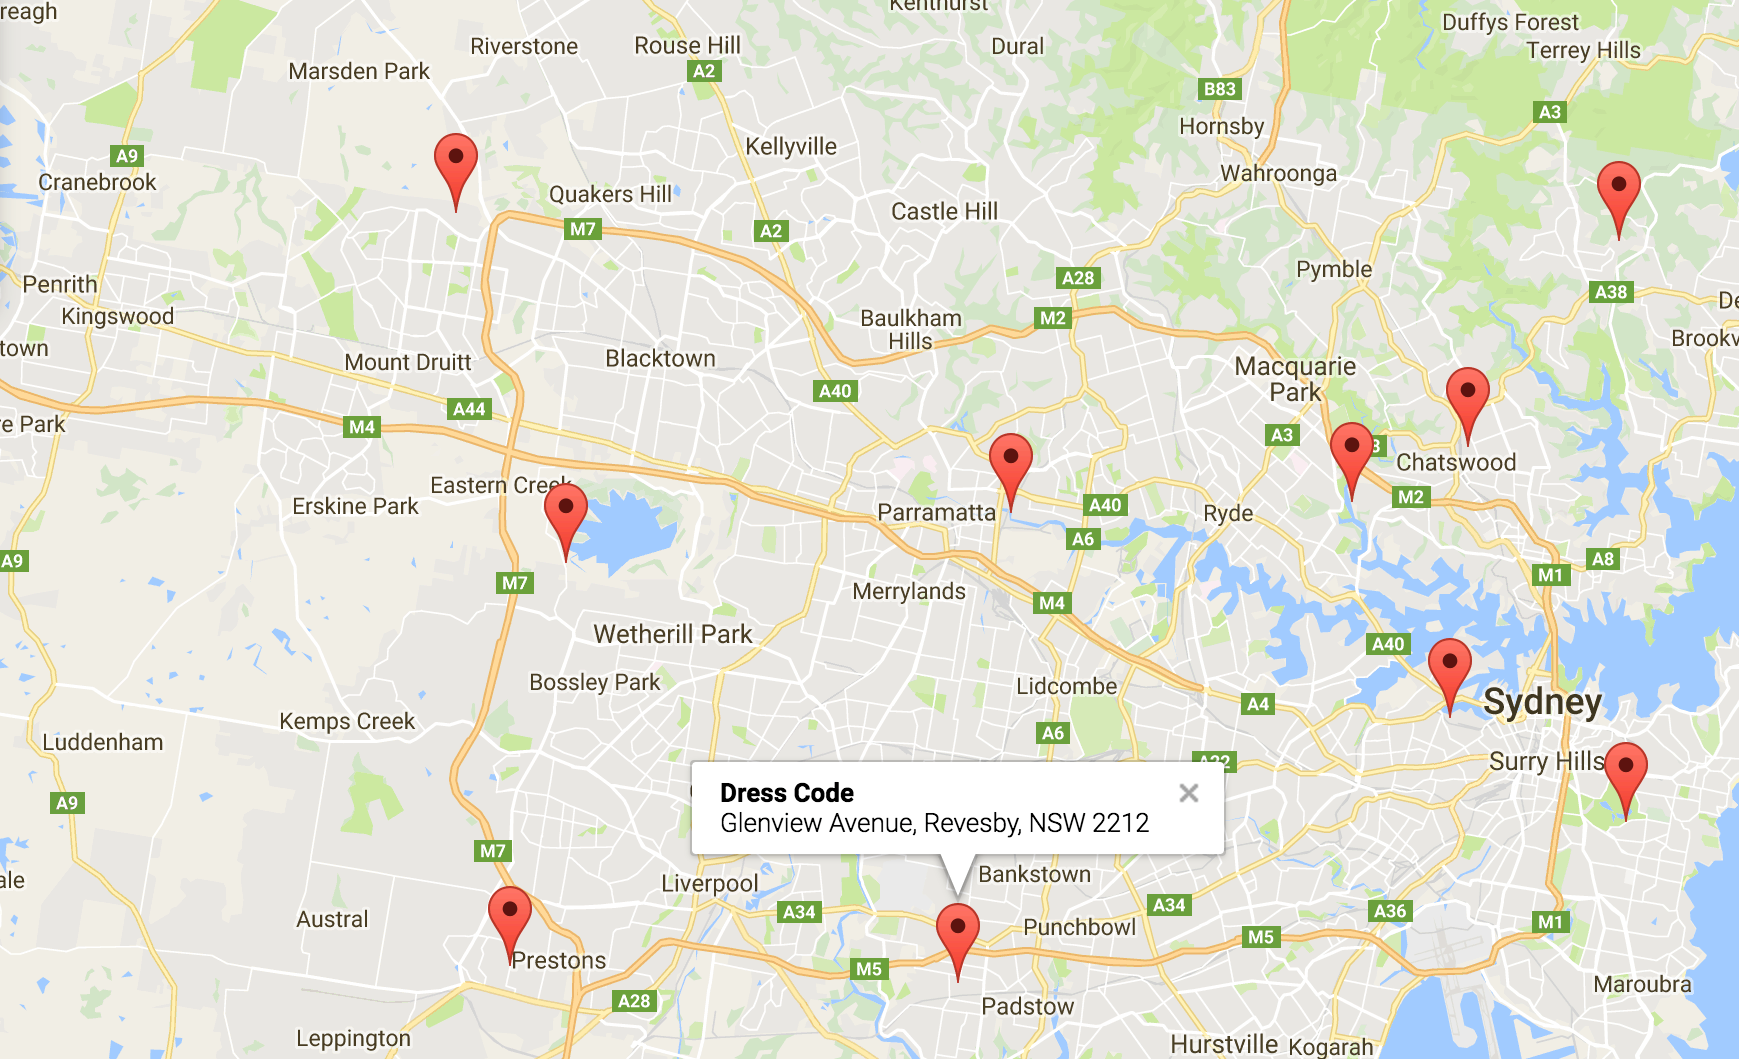 reagh
Kenthurst
Duffys Forest
Riverstone
Rouse Hill
Dural
Terrey Hills
Marsden Park
A2
B83
A3
Hornsby
Kellyville
A9
Wahroonga
Cranebrook
Quakers Hill
Castle Hill
M7
A2
Pymble
A28
Penrith
A38
De
Kingswood
Baulkham
Hills
M2
Brookv
town
Mount Druitt
Blacktown
Macquarie
Park
A40
A44
re Park
M4
A3
3
Chatswood
Eastern Creek
M2
Erskine Park
Parramatta
A40
Ryde
A6
A9
A8
M7
M1
Merrylands
M4
Wetherill Park
A40
Bossley Park
Lidcombe
A4
Sydney
Kemps Creek
A6
Luddenham
A22
Surry Hills
Dress Code
Glenview Avenue, Revesby, NSW 2212
A9
M7
ale
Liverpool
Bankstown
A34
A34
A36
Austral
Punchbowl
M5
M1
Prestons
M5
Maroubra
A28
Padstow
Leppington
Hurstville
Kogarah